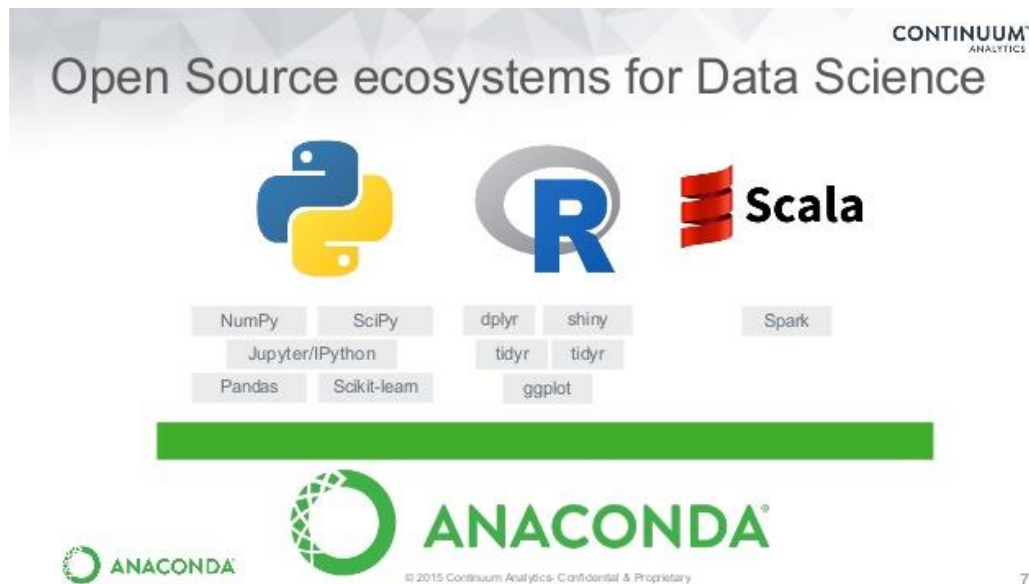 CONTINUUM
ANALYTICS
Open Source ecosystems for Data Science
R
Scala
NumPy SciPy dplyr shiny Spark
Jupyter/IPython tidyr tidyr
Pandas Scikit-learn ggplot
ANACONDA®
ANACONDA
© 2015 Continuum Analytics- Confidential & Proprietary
7